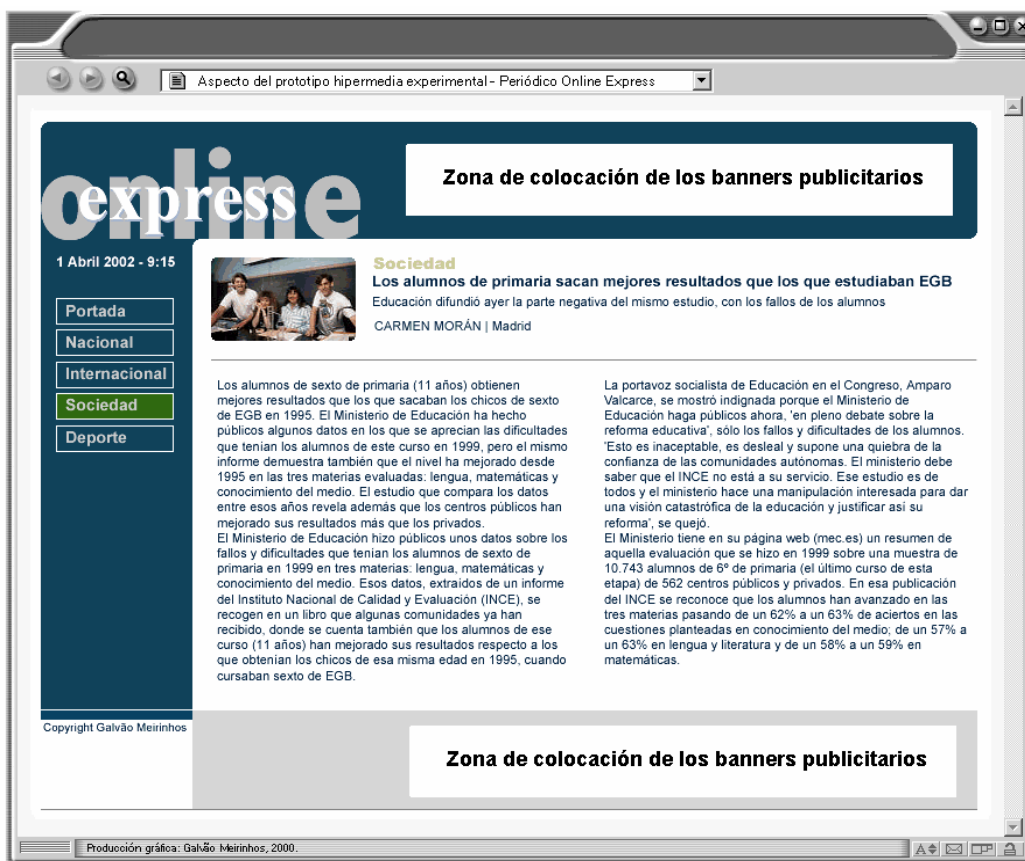 Aspecto del prototipo hipermedia experimental - Periódico Online Express
online
express
Zona de colocación de los banners publicitarios
1 Abril 2002 - 9:15
Portada
Nacional
Internacional
Sociedad
Deporte
Sociedad
Los alumnos de primaria sacan mejores resultados que los que estudiaban EGB
Educación difundió ayer la parte negativa del mismo estudio, con los fallos de los alumnos
CARMEN MORÁN | Madrid
Los alumnos de sexto de primaria (11 años) obtienen
mejores resultados que los que sacaban los chicos de sexto
de EGB en 1995. El Ministerio de Educación ha hecho
públicos algunos datos en los que se aprecian las dificultades
que tenían los alumnos de este curso en 1999, pero el mismo
informe demuestra también que el nivel ha mejorado desde
1995 en las tres materias evaluadas: lengua, matemáticas y
conocimiento del medio. El estudio que compara los datos
entre esos años revela además que los centros públicos han
mejorado sus resultados más que los privados.
El Ministerio de Educación hizo públicos unos datos sobre los
fallos y dificultades que tenían los alumnos de sexto de
primaria en 1999 en tres materias: lengua, matemáticas y
conocimiento del medio. Esos datos, extraídos de un informe
del Instituto Nacional de Calidad y Evaluación (INCE), se
recogen en un libro que algunas comunidades ya han
recibido, donde se cuenta también que los alumnos de ese
curso (11 años) han mejorado sus resultados respecto a los
que obtenían los chicos de esa misma edad en 1995, cuando
cursaban sexto de EGB.
La portavoz socialista de Educación en el Congreso, Amparo
Valcarce, se mostró indignada porque el Ministerio de
Educación haga públicos ahora, 'en pleno debate sobre la
reforma educativa', sólo los fallos y dificultades de los alumnos.
'Esto es inaceptable, es desleal y supone una quiebra de la
confianza de las comunidades autónomas. El ministerio debe
saber que el INCE no está a su servicio. Ese estudio es de
todos y el ministerio hace una manipulación interesada para dar
una visión catastrófica de la educación y justificar así su
reforma', se quejó.
El Ministerio tiene en su página web (mec.es) un resumen de
aquella evaluación que se hizo en 1999 sobre una muestra de
10.743 alumnos de 6º de primaria (el último curso de esta
etapa) de 562 centros públicos y privados. En esa publicación
del INCE se reconoce que los alumnos han avanzado en las
tres materias pasando de un 62% a un 63% de aciertos en las
cuestiones planteadas en conocimiento del medio; de un 57% a
un 63% en lengua y literatura y de un 58% a un 59% en
matemáticas.
Copyright Galvão Meirinhos
Zona de colocación de los banners publicitarios
Producción gráfica: Galvão Meirinhos, 2000.
A